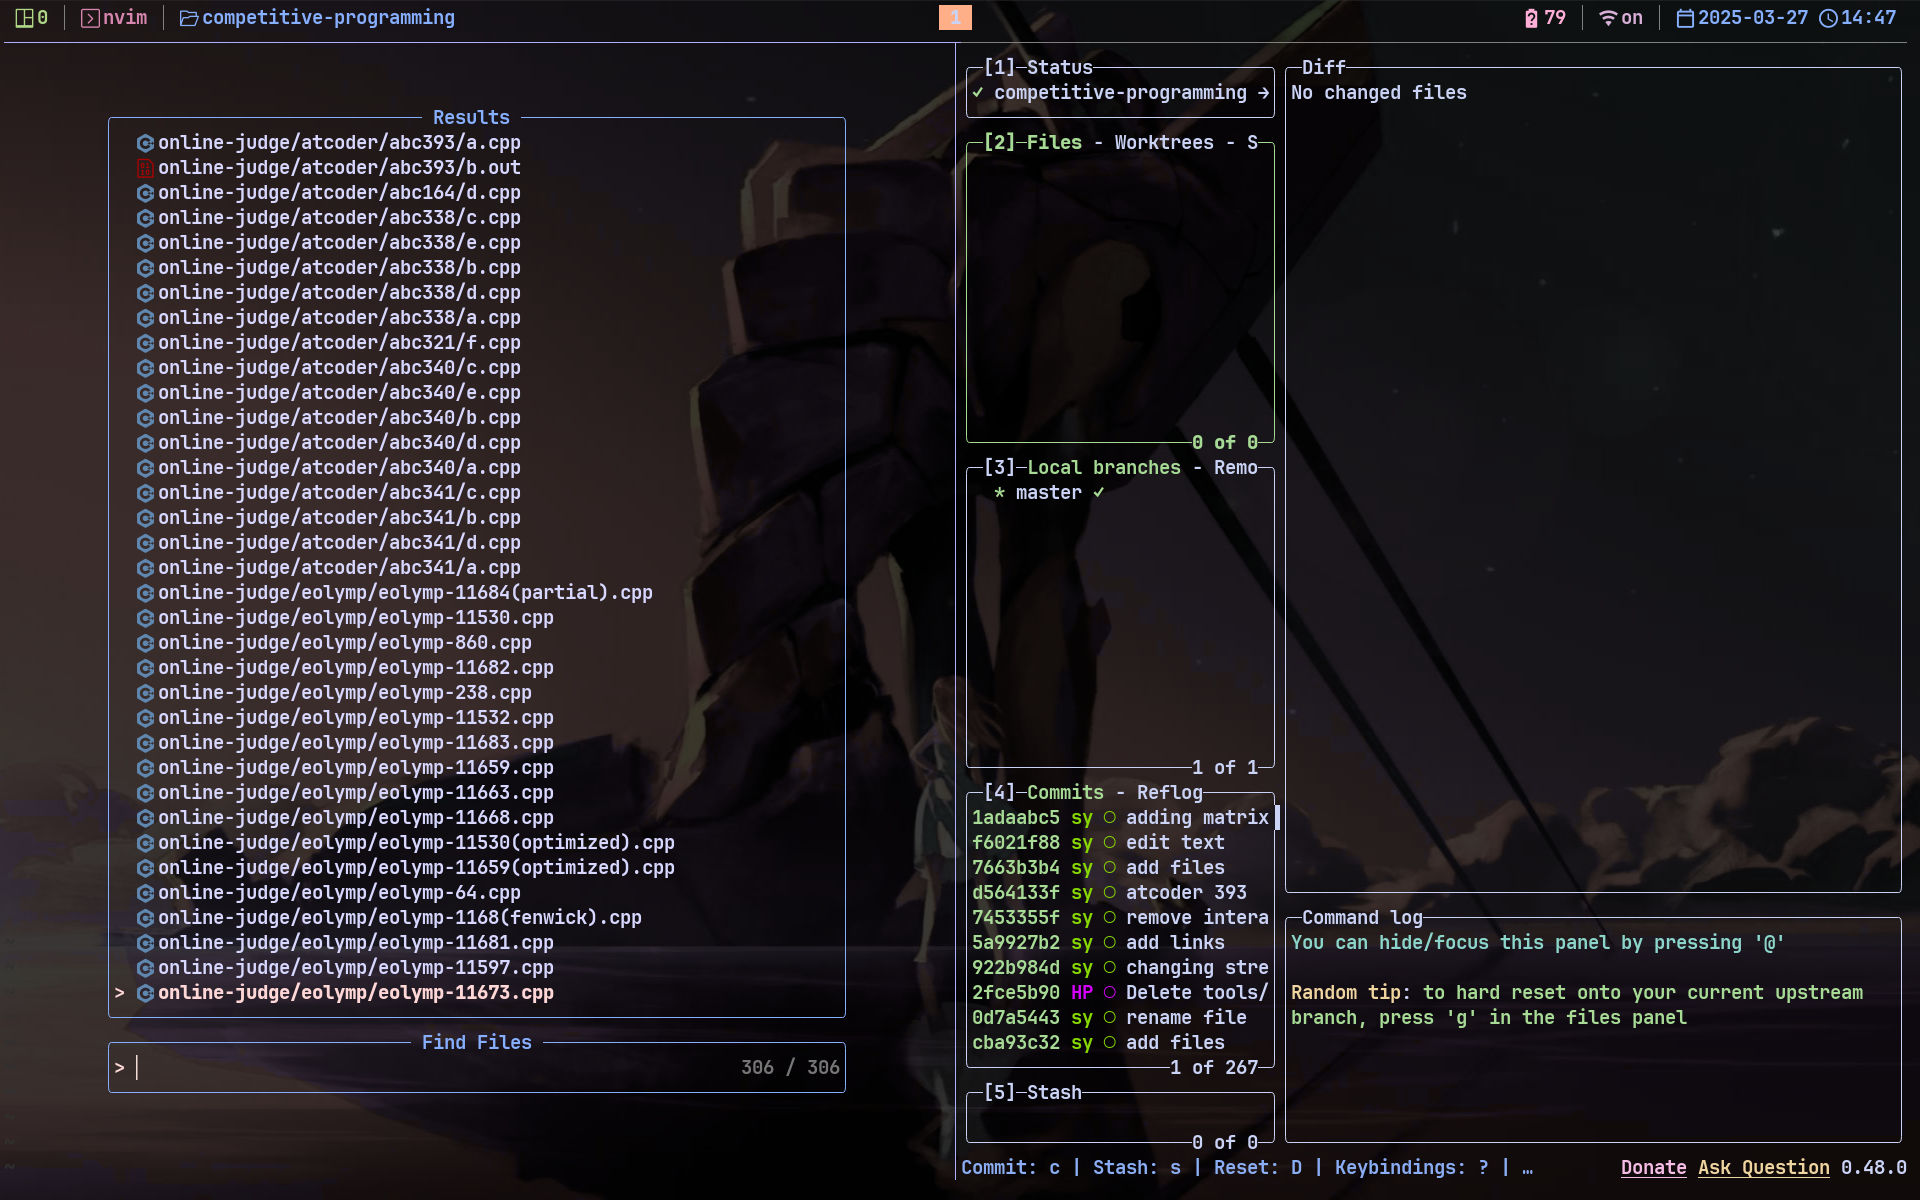 0 nvim competitive-programming 1 79 on 2025-03-27 14:47
Results
online-judge/atcoder/abc393/a.cpp
online-judge/atcoder/abc393/b.out
online-judge/atcoder/abc164/d.cpp
online-judge/atcoder/abc338/c.cpp
online-judge/atcoder/abc338/e.cpp
online-judge/atcoder/abc338/b.cpp
online-judge/atcoder/abc338/d.cpp
online-judge/atcoder/abc338/a.cpp
online-judge/atcoder/abc321/f.cpp
online-judge/atcoder/abc340/c.cpp
online-judge/atcoder/abc340/e.cpp
online-judge/atcoder/abc340/b.cpp
online-judge/atcoder/abc340/d.cpp
online-judge/atcoder/abc340/a.cpp
online-judge/atcoder/abc341/c.cpp
online-judge/atcoder/abc341/b.cpp
online-judge/atcoder/abc341/d.cpp
online-judge/atcoder/abc341/a.cpp
online-judge/eolymp/eolymp-11684(partial).cpp
online-judge/eolymp/eolymp-11530.cpp
online-judge/eolymp/eolymp-860.cpp
online-judge/eolymp/eolymp-11682.cpp
online-judge/eolymp/eolymp-238.cpp
online-judge/eolymp/eolymp-11532.cpp
online-judge/eolymp/eolymp-11683.cpp
online-judge/eolymp/eolymp-11659.cpp
online-judge/eolymp/eolymp-11663.cpp
online-judge/eolymp/eolymp-11668.cpp
online-judge/eolymp/eolymp-11530(optimized).cpp
online-judge/eolymp/eolymp-11659(optimized).cpp
online-judge/eolymp/eolymp-64.cpp
online-judge/eolymp/eolymp-1168(fenwick).cpp
online-judge/eolymp/eolymp-11681.cpp
online-judge/eolymp/eolymp-11597.cpp
> online-judge/eolymp/eolymp-11673.cpp
Find Files
> 306 / 306
[1]─Status
✓ competitive-programming →
[2]─Files - Worktrees - S
0 of 0
[3]─Local branches - Remo
* master ✓
1 of 1
[4]─Commits - Reflog
1adaabc5 sy ○ adding matrix
f6021f88 sy ○ edit text
7663b3b4 sy ○ add files
d564133f sy ○ atcoder 393
7453355f sy ○ remove intera
5a9927b2 sy ○ add links
922b984d sy ○ changing stre
2fce5b90 HP ○ Delete tools/
0d7a5443 sy ○ rename file
cba93c32 sy ○ add files
1 of 267
[5]─Stash
0 of 0
Diff
No changed files
Command log
You can hide/focus this panel by pressing '@'
Random tip: to hard reset onto your current upstream
branch, press 'g' in the files panel
Commit: c | Stash: s | Reset: D | Keybindings: ? | … Donate Ask Question 0.48.0